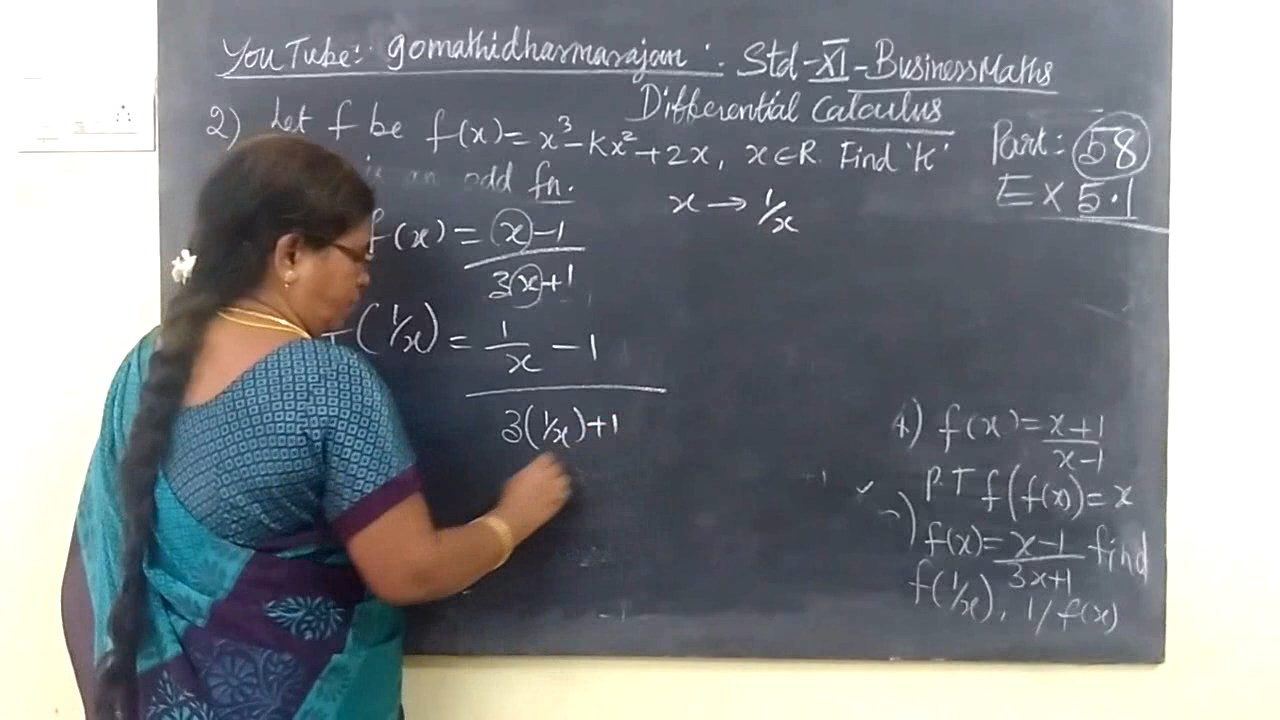 YouTube: gomathidharmarajan: Std-XI-BusinessMaths
Differential Calculus
Part: 58
Ex 5.1
2) Let f be f(x)=x³-kx²+2x, x∈R. Find 'k'
is an odd fn.
x → 1/x
f(x) = x-1
3x+1
(1/x) = 1/x - 1
3(1/x)+1
4) f(x)= x+1
x-1
P.T f(f(x))=x
f(x)= x-1 find
3x+1
f(1/x), 1/f(x)